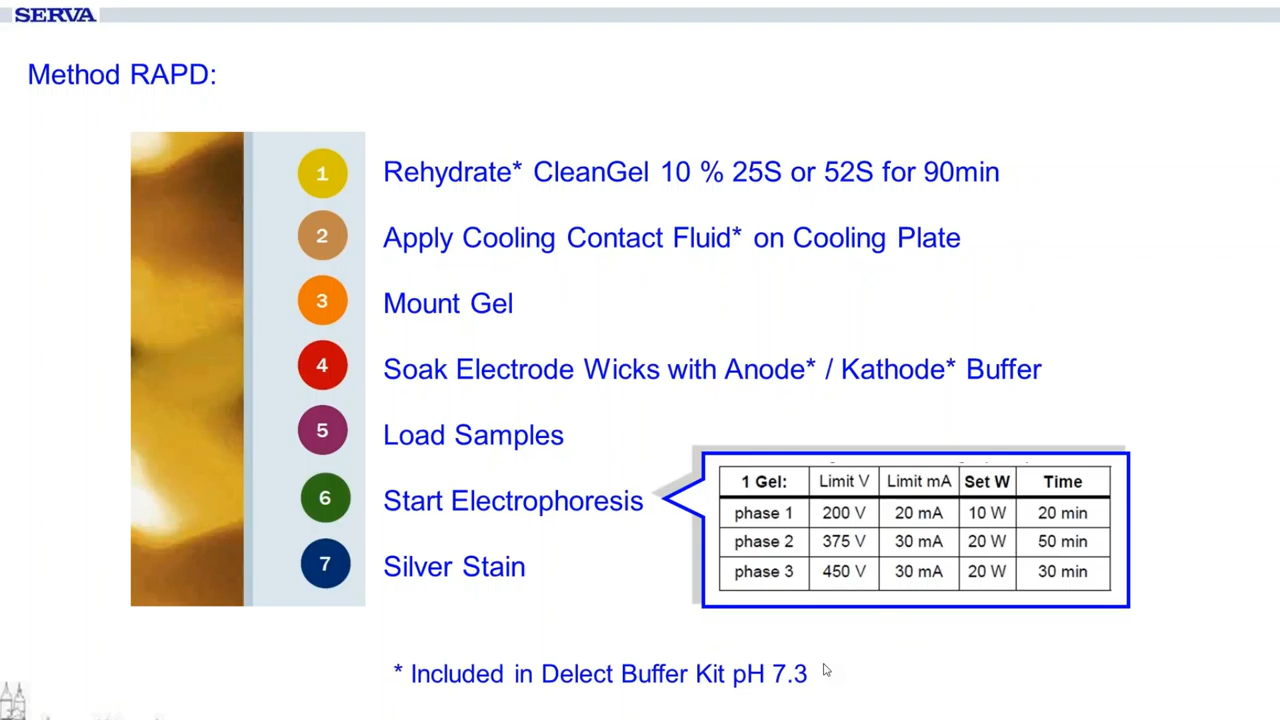 SERVA
Method RAPD:
1 Rehydrate* CleanGel 10 % 25S or 52S for 90min
2 Apply Cooling Contact Fluid* on Cooling Plate
3 Mount Gel
4 Soak Electrode Wicks with Anode* / Kathode* Buffer
5 Load Samples
6 Start Electrophoresis
1 Gel: Limit V Limit mA Set W Time
phase 1 200 V 20 mA 10 W 20 min
phase 2 375 V 30 mA 20 W 50 min
phase 3 450 V 30 mA 20 W 30 min
7 Silver Stain
* Included in Delect Buffer Kit pH 7.3